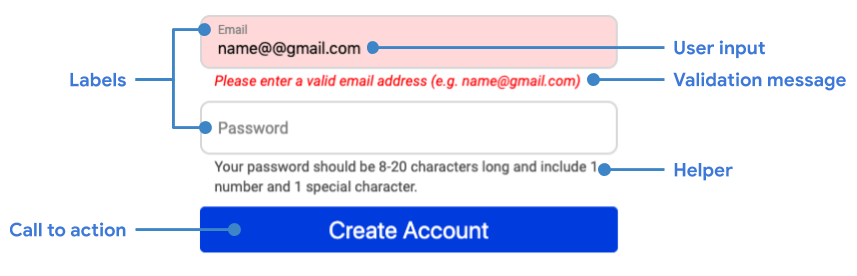 Email
name@@gmail.com
User input
Labels
Please enter a valid email address (e.g. name@gmail.com)
Validation message
Password
Your password should be 8-20 characters long and include 1
number and 1 special character.
Helper
Call to action
Create Account